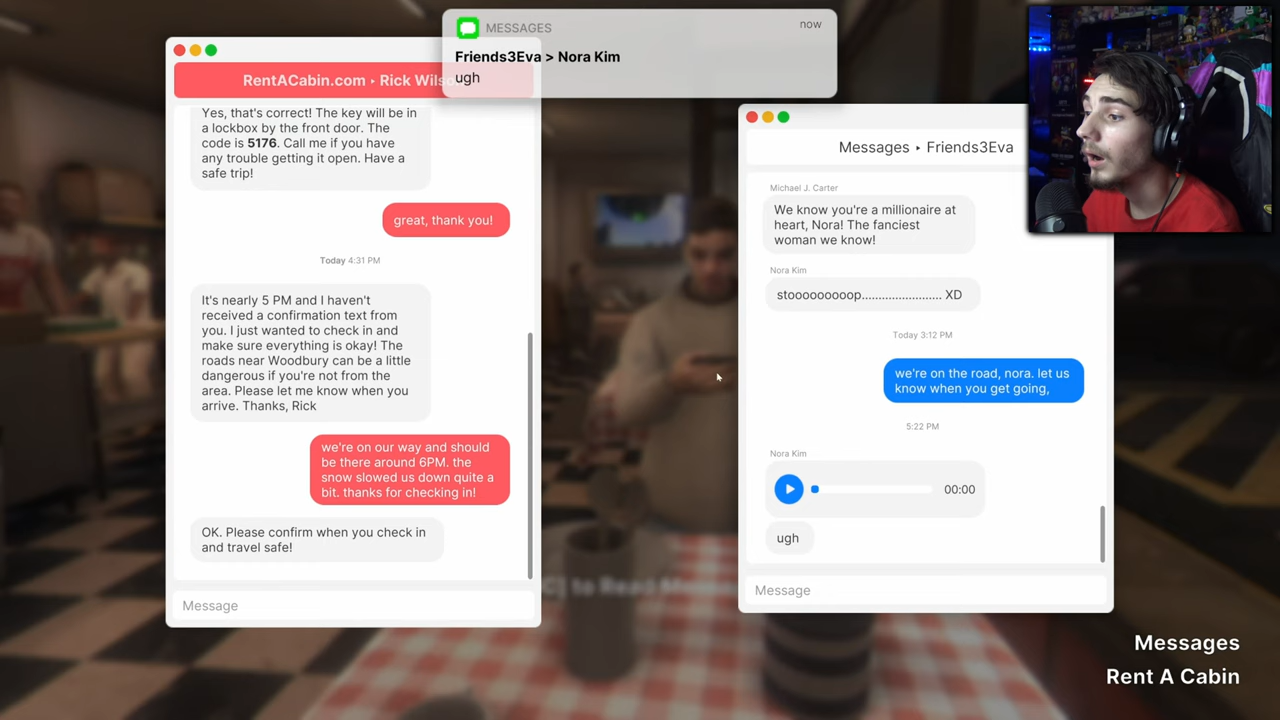 MESSAGES
now
Friends3Eva > Nora Kim
ugh
RentACabin.com ‣ Rick Wilso
Yes, that's correct! The key will be in
a lockbox by the front door. The
code is 5176. Call me if you have
any trouble getting it open. Have a
safe trip!
great, thank you!
Today 4:31 PM
It's nearly 5 PM and I haven't
received a confirmation text from
you. I just wanted to check in and
make sure everything is okay! The
roads near Woodbury can be a little
dangerous if you're not from the
area. Please let me know when you
arrive. Thanks, Rick
we're on our way and should
be there around 6PM. the
snow slowed us down quite a
bit. thanks for checking in!
OK. Please confirm when you check in
and travel safe!
Message
Messages ‣ Friends3Eva
Michael J. Carter
We know you're a millionaire at
heart, Nora! The fanciest
woman we know!
Nora Kim
stooooooooop........................ XD
Today 3:12 PM
we're on the road, nora. let us
know when you get going,
5:22 PM
Nora Kim
00:00
ugh
Message
C] to Read
Messages
Rent A Cabin